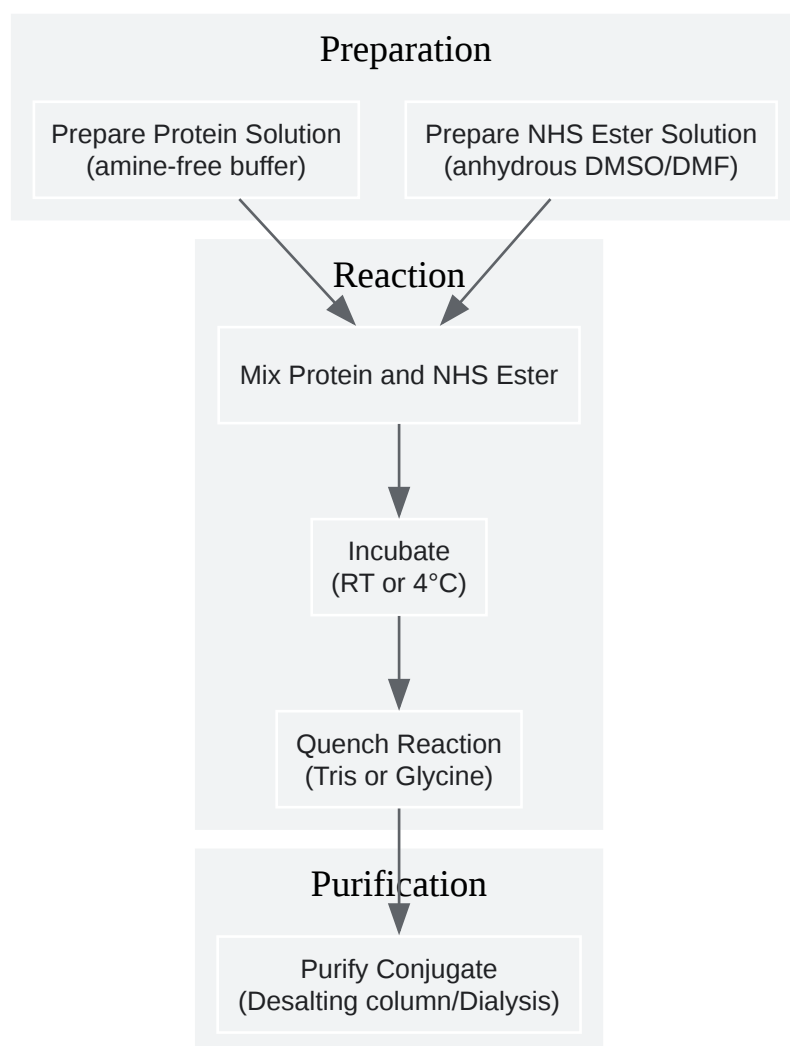 Preparation
Prepare Protein Solution
(amine-free buffer)
Prepare NHS Ester Solution
(anhydrous DMSO/DMF)
Reaction
Mix Protein and NHS Ester
Incubate
(RT or 4°C)
Quench Reaction
(Tris or Glycine)
Purification
Purify Conjugate
(Desalting column/Dialysis)